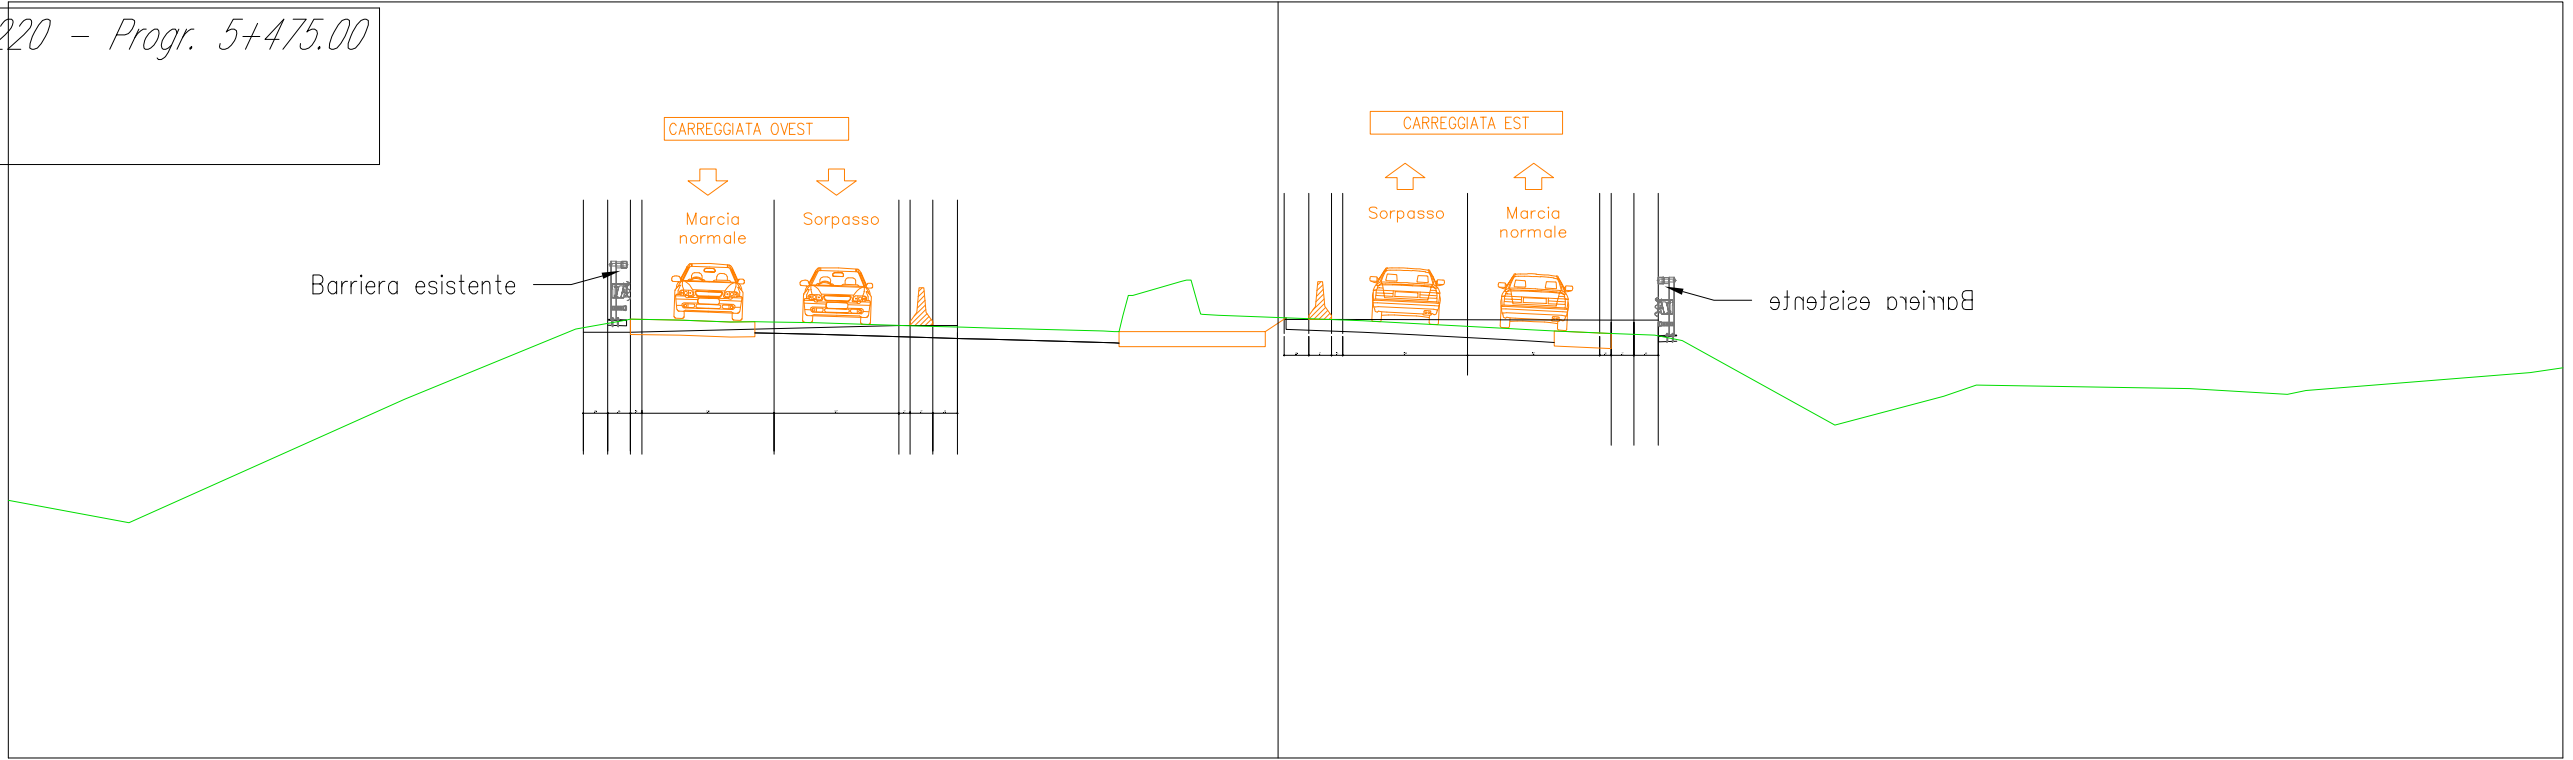 220 - Progr. 5+475.00
CARREGGIATA OVEST
CARREGGIATA EST
Marcia
normale
Sorpasso
Sorpasso
Marcia
normale
Barriera esistente
Barriera esistente